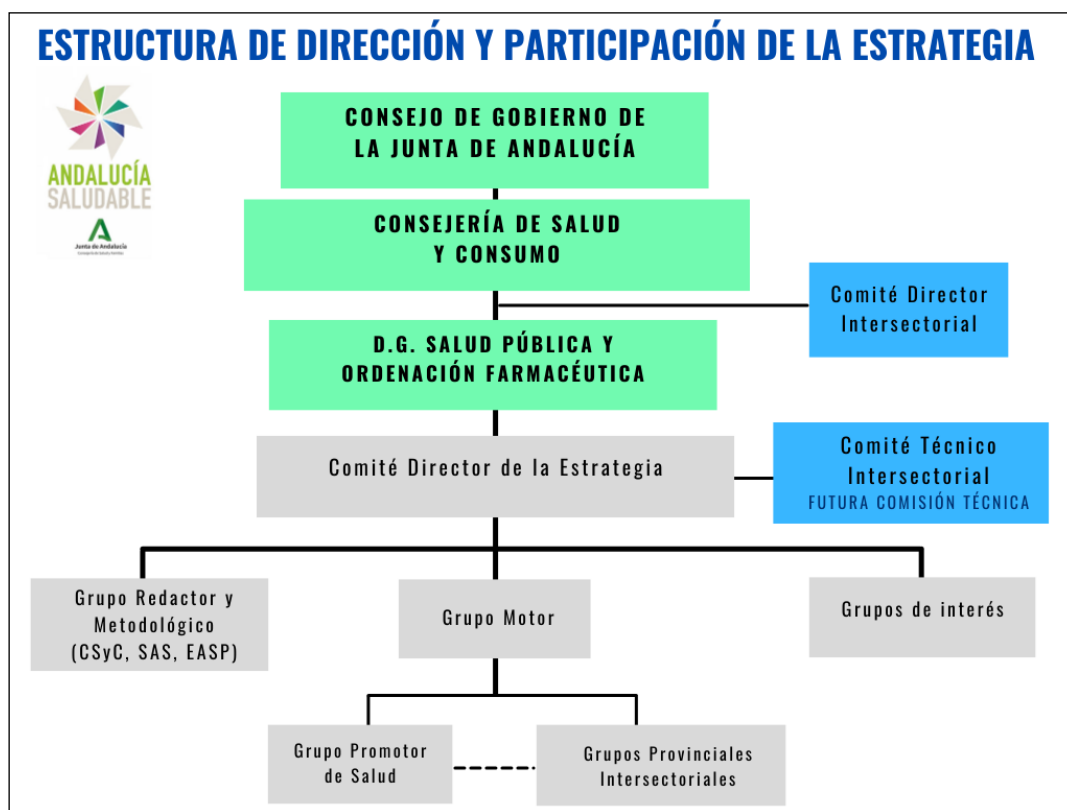 ESTRUCTURA DE DIRECCIÓN Y PARTICIPACIÓN DE LA ESTRATEGIA
ANDALUCÍA
SALUDABLE
Junta de Andalucía
CONSEJO DE GOBIERNO DE
LA JUNTA DE ANDALUCÍA
CONSEJERÍA DE SALUD
Y CONSUMO
Comité Director
Intersectorial
D.G. SALUD PÚBLICA Y
ORDENACIÓN FARMACÉUTICA
Comité Director de la Estrategia
Comité Técnico
Intersectorial
FUTURA COMISIÓN TÉCNICA
Grupo Redactor y
Metodológico
(CSyC, SAS, EASP)
Grupo Motor
Grupos de interés
Grupo Promotor
de Salud
Grupos Provinciales
Intersectoriales